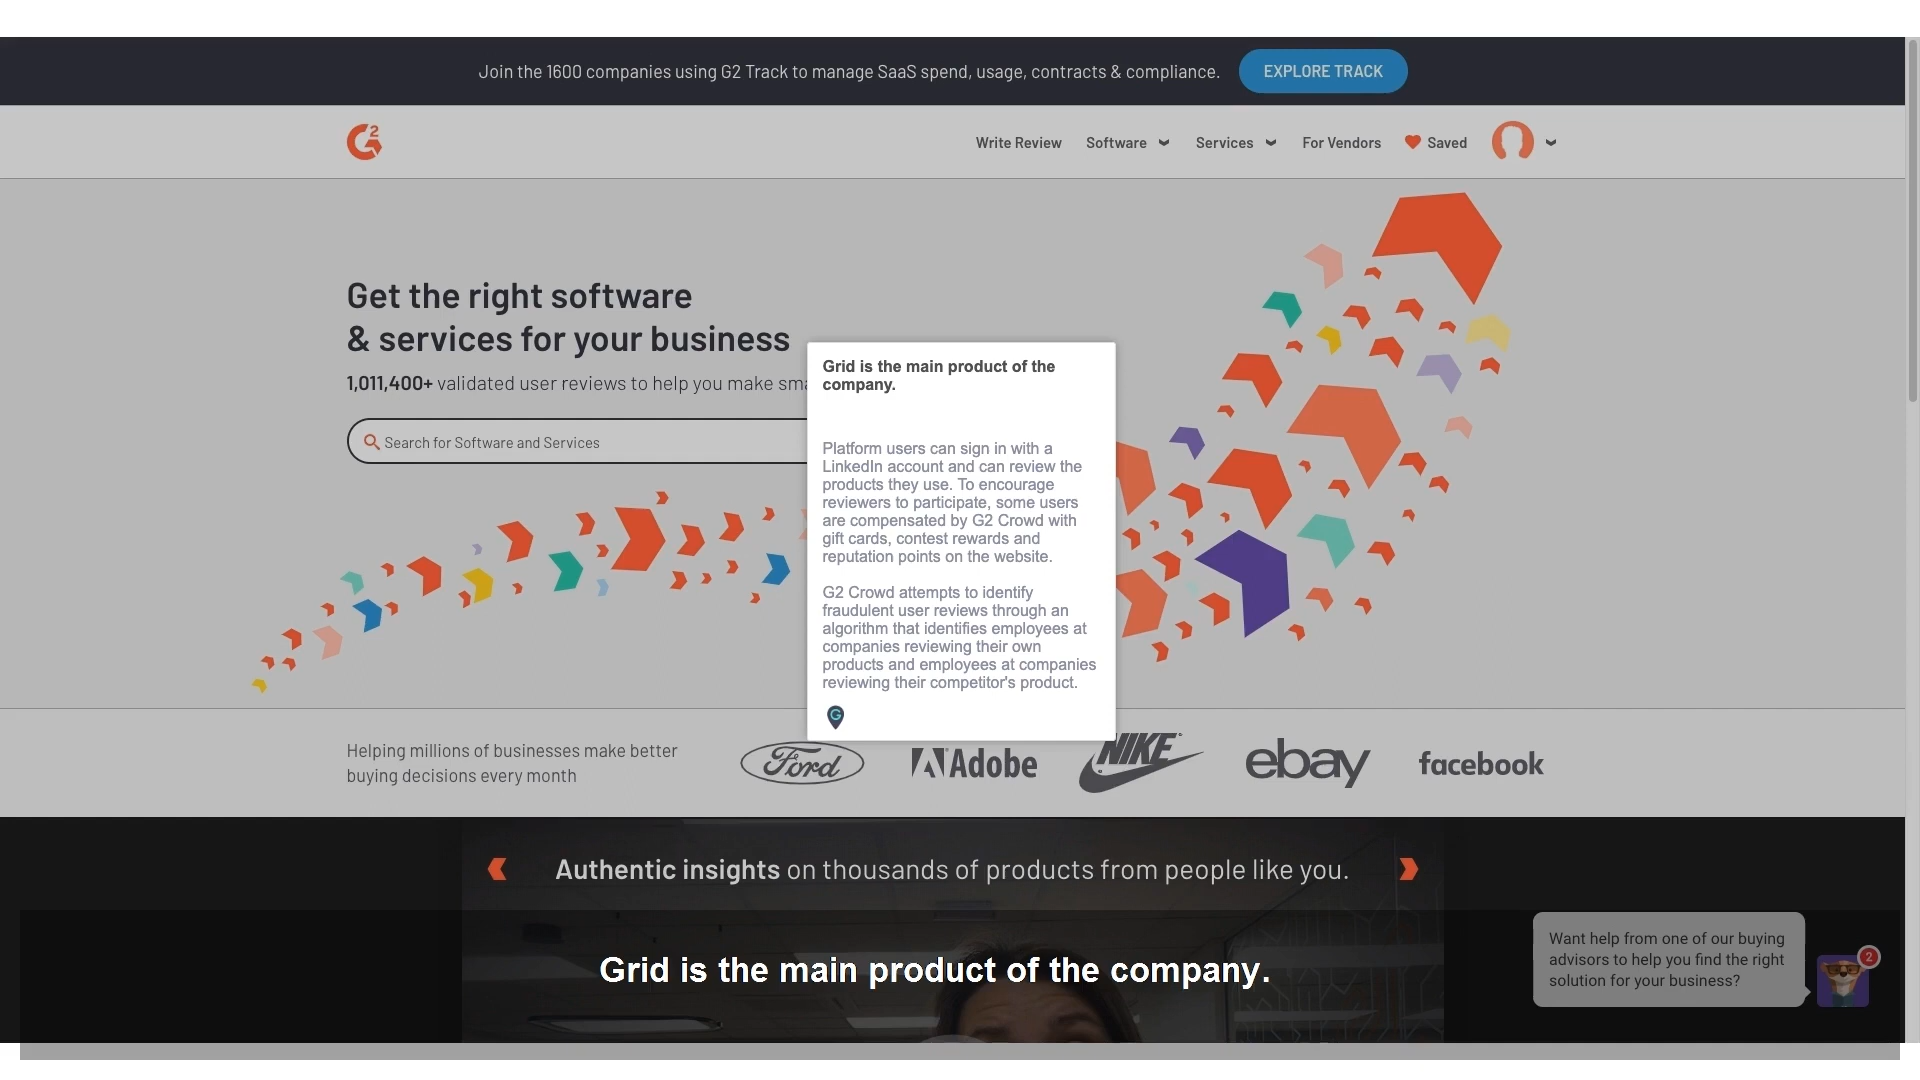 Join the 1600 companies using G2 Track to manage SaaS spend, usage, contracts & compliance.
EXPLORE TRACK
G2
Write Review
Software
Services
For Vendors
Saved
Get the right software
& services for your business
1,011,400+ validated user reviews to help you make sma
Search for Software and Services
Grid is the main product of the
company.
Platform users can sign in with a
LinkedIn account and can review the
products they use. To encourage
reviewers to participate, some users
are compensated by G2 Crowd with
gift cards, contest rewards and
reputation points on the website.
G2 Crowd attempts to identify
fraudulent user reviews through an
algorithm that identifies employees at
companies reviewing their own
products and employees at companies
reviewing their competitor's product.
G
Helping millions of businesses make better
buying decisions every month
Ford
Adobe
NIKE
ebay
facebook
Authentic insights on thousands of products from people like you.
Grid is the main product of the company.
Want help from one of our buying
advisors to help you find the right
solution for your business?
2